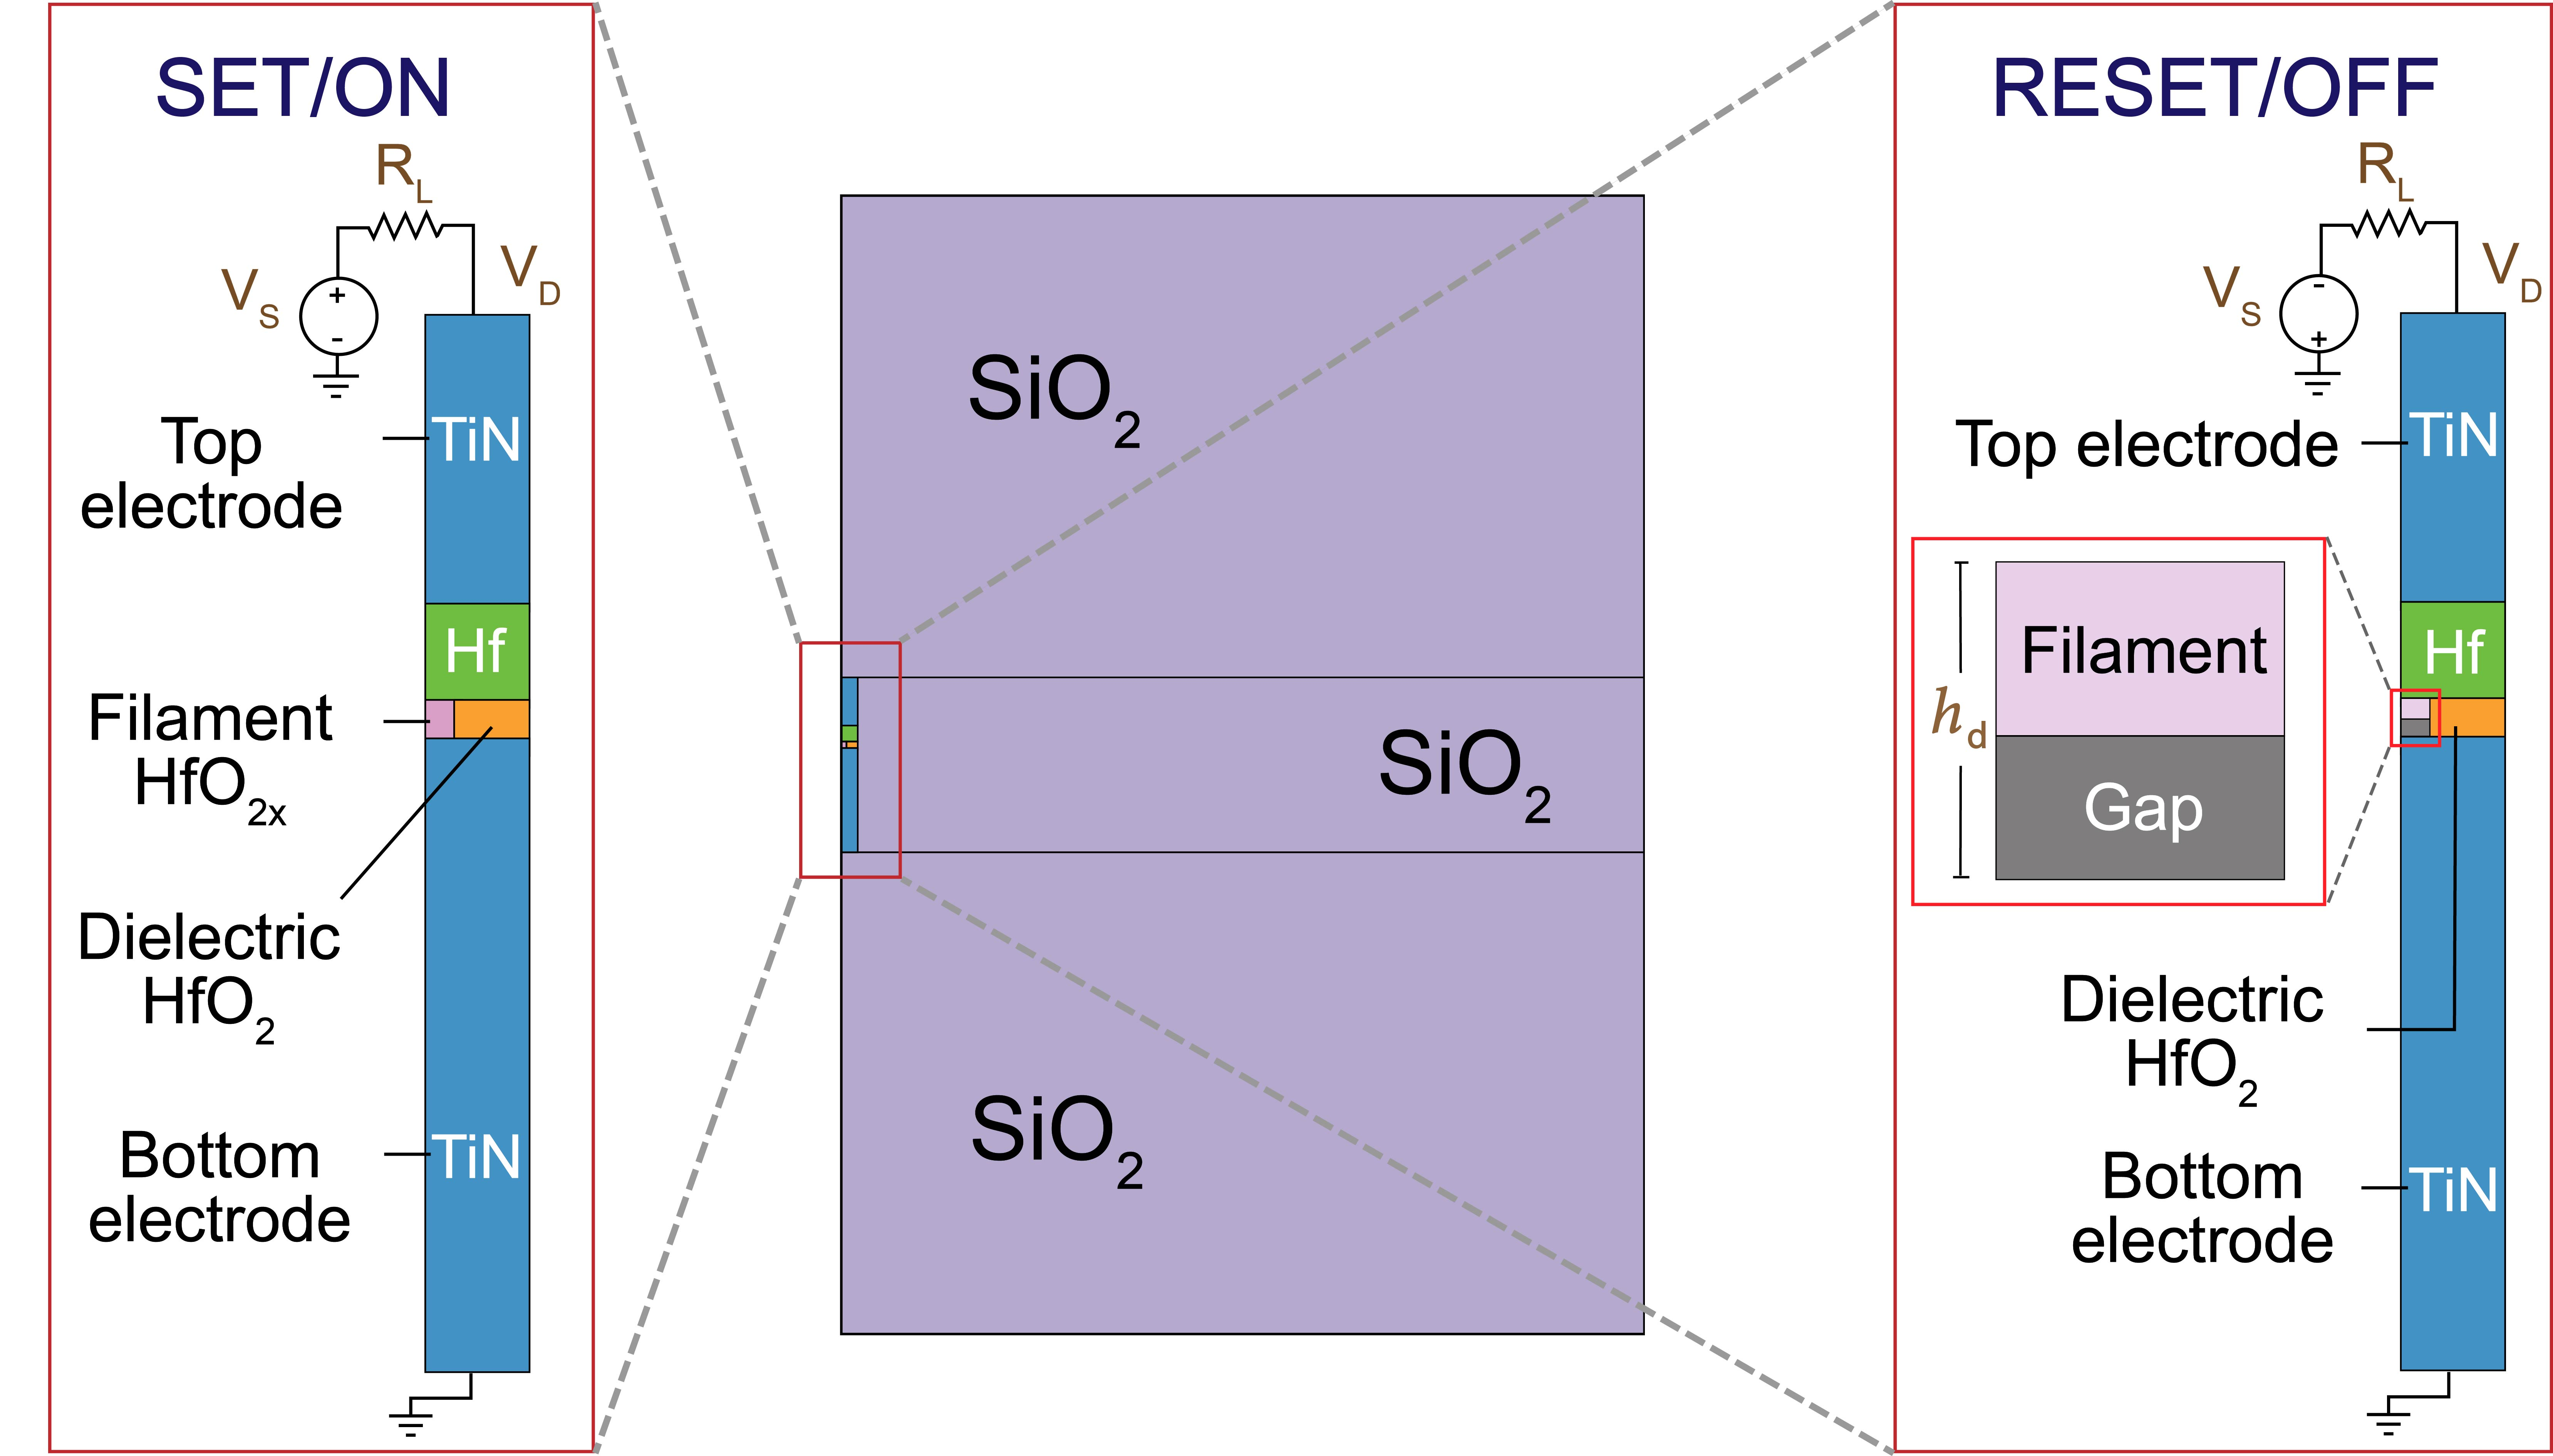 SET/ON
R_L
V_S
+
-
V_D
Top
electrode
TiN
Hf
Filament
HfO_2x
Dielectric
HfO_2
Bottom
electrode
TiN
SiO_2
SiO_2
SiO_2
RESET/OFF
R_L
V_S
-
+
V_D
Top electrode
TiN
Filament
h_d
Gap
Hf
Dielectric
HfO_2
Bottom
electrode
TiN